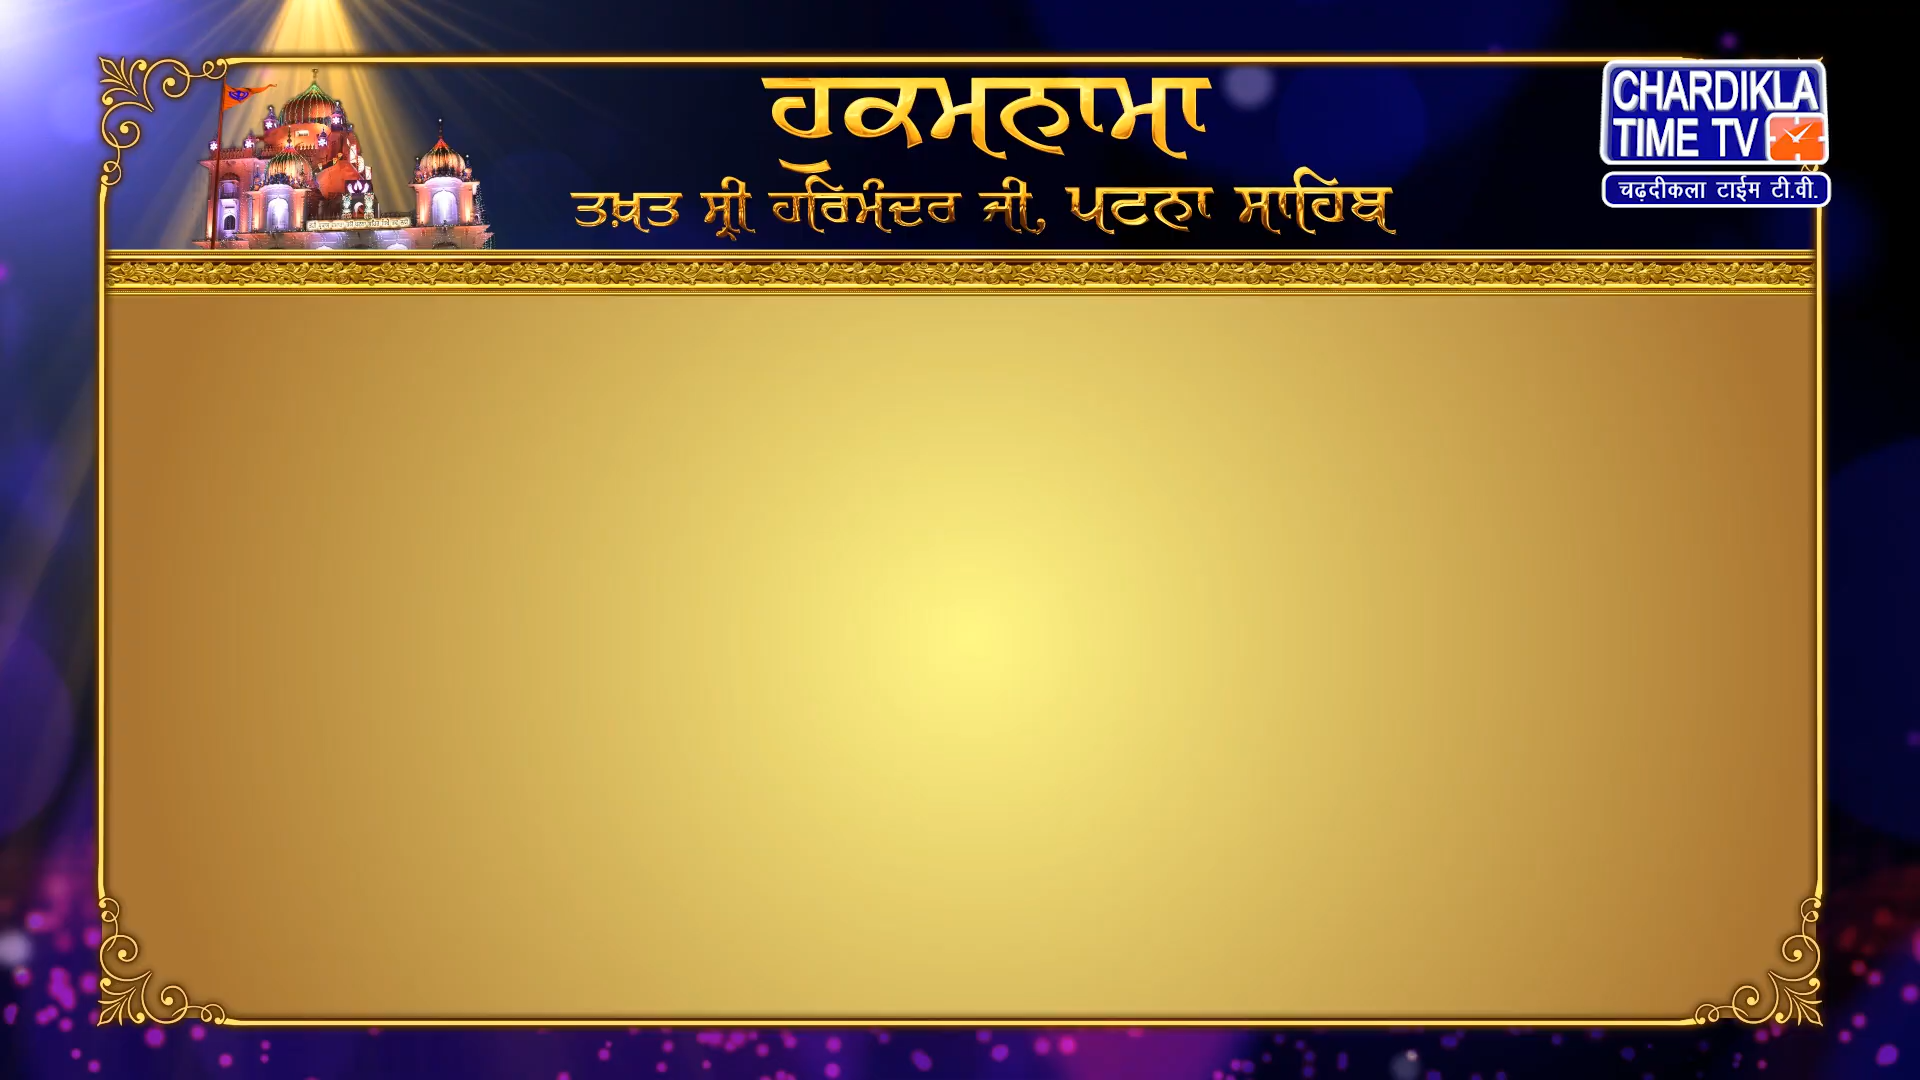 ਹੁਕਮਨਾਮਾ
ਤਖ਼ਤ ਸ੍ਰੀ ਹਰਿਮੰਦਰ ਜੀ, ਪਟਨਾ ਸਾਹਿਬ
CHARDIKLA
TIME TV
चढ़दीकला टाईम टी.वी.